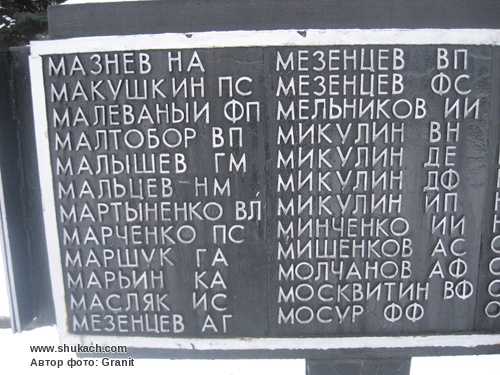 МАЗНЕВ НА
МАКУШКИН ПС
МАЛЕВАНЫЙ ФП
МАЛТОБОР ВП
МАЛЫШЕВ ГМ
МАЛЬЦЕВ НМ
МАРТЫНЕНКО ВЛ
МАРЧЕНКО ПС
МАРШУК ГА
МАРЬИН КА
МАСЛЯК ИС
МЕЗЕНЦЕВ АГ
МЕЗЕНЦЕВ ВП
МЕЗЕНЦЕВ ФС
МЕЛЬНИКОВ ИИ
МИКУЛИН ВН
МИКУЛИН ДЕ
МИКУЛИН ДФ
МИКУЛИН ИП
МИНЧЕНКО ИИ
МИШЕНКОВ АС
МОЛЧАНОВ АФ
МОСКВИТИН ВФ
МОСУР ФФ
www.shukach.com
Автор фото: Granit